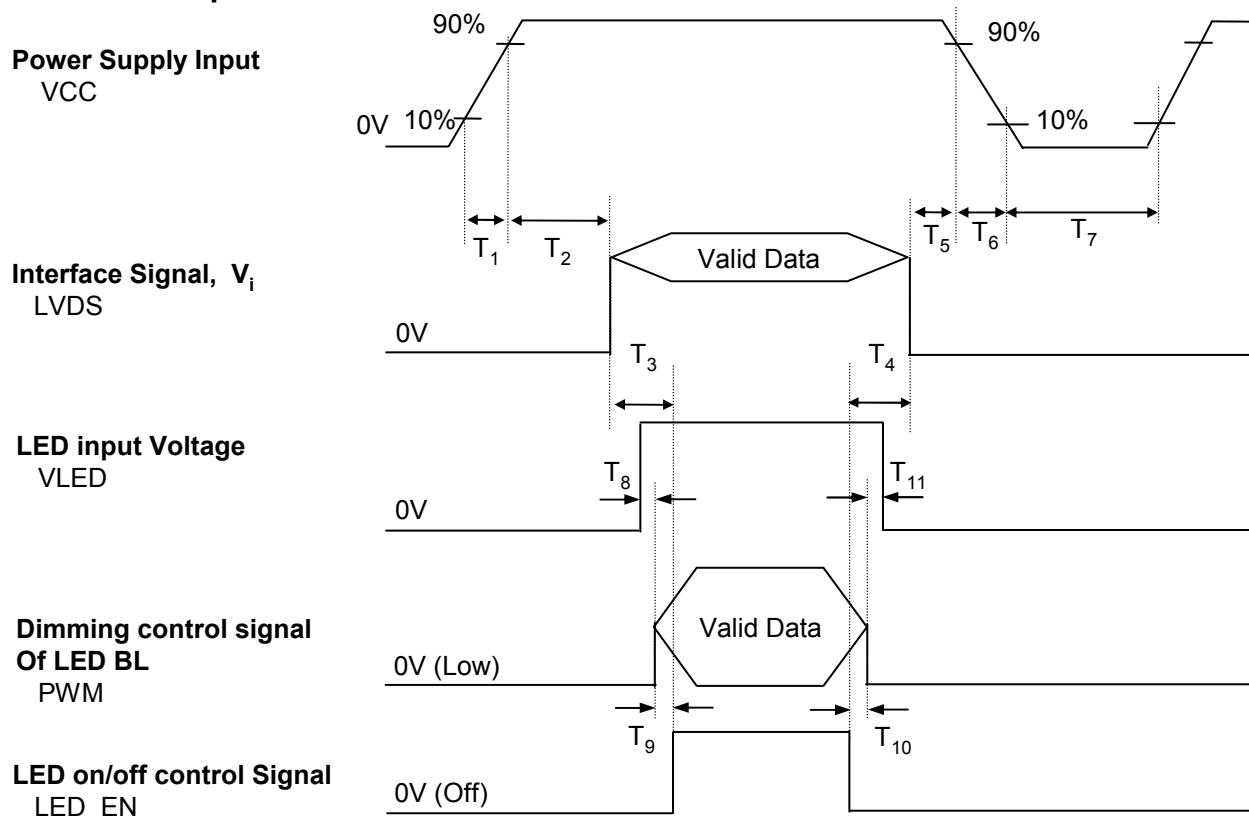 90%
90%
Power Supply Input
VCC
0V
10%
10%
T1
T2
T5
T6
T7
Interface Signal, Vi
LVDS
Valid Data
0V
T3
T4
LED input Voltage
VLED
T8
T11
0V
Dimming control signal
Of LED BL
PWM
Valid Data
0V (Low)
T9
T10
LED on/off control Signal
LED_EN
0V (Off)